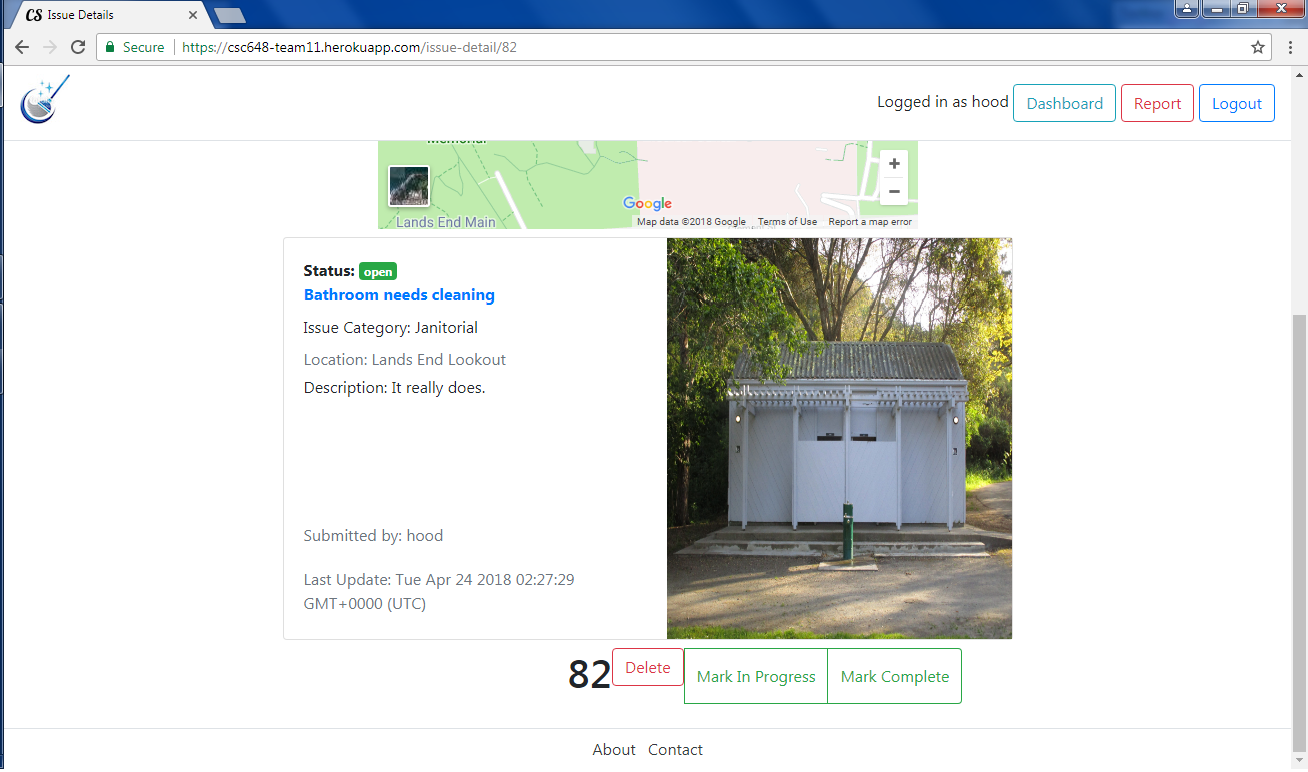 CS Issue Details
Secure https://csc648-team11.herokuapp.com/issue-detail/82
Logged in as hood Dashboard Report Logout
Memorial
+
−
Google
Lands End Main
Map data ©2018 Google Terms of Use Report a map error
Status: open
Bathroom needs cleaning
Issue Category: Janitorial
Location: Lands End Lookout
Description: It really does.
Submitted by: hood
Last Update: Tue Apr 24 2018 02:27:29
GMT+0000 (UTC)
82 Delete Mark In Progress Mark Complete
About Contact